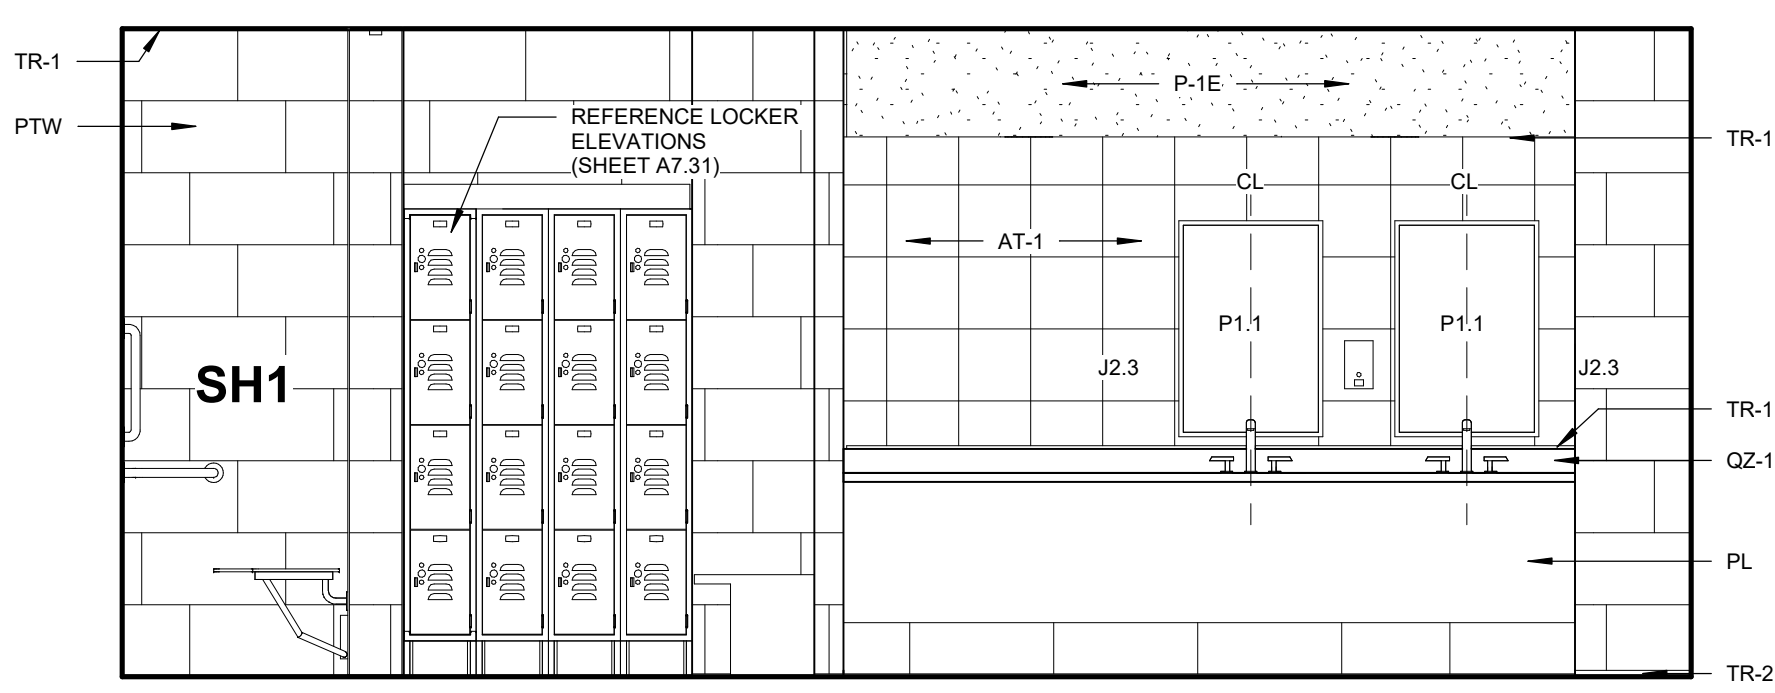 TR-1
PTW
REFERENCE LOCKER
ELEVATIONS
(SHEET A7.31)
P-1E
TR-1
CL
CL
AT-1
P1.1
P1.1
SH1
J2.3
J2.3
TR-1
QZ-1
PL
TR-2